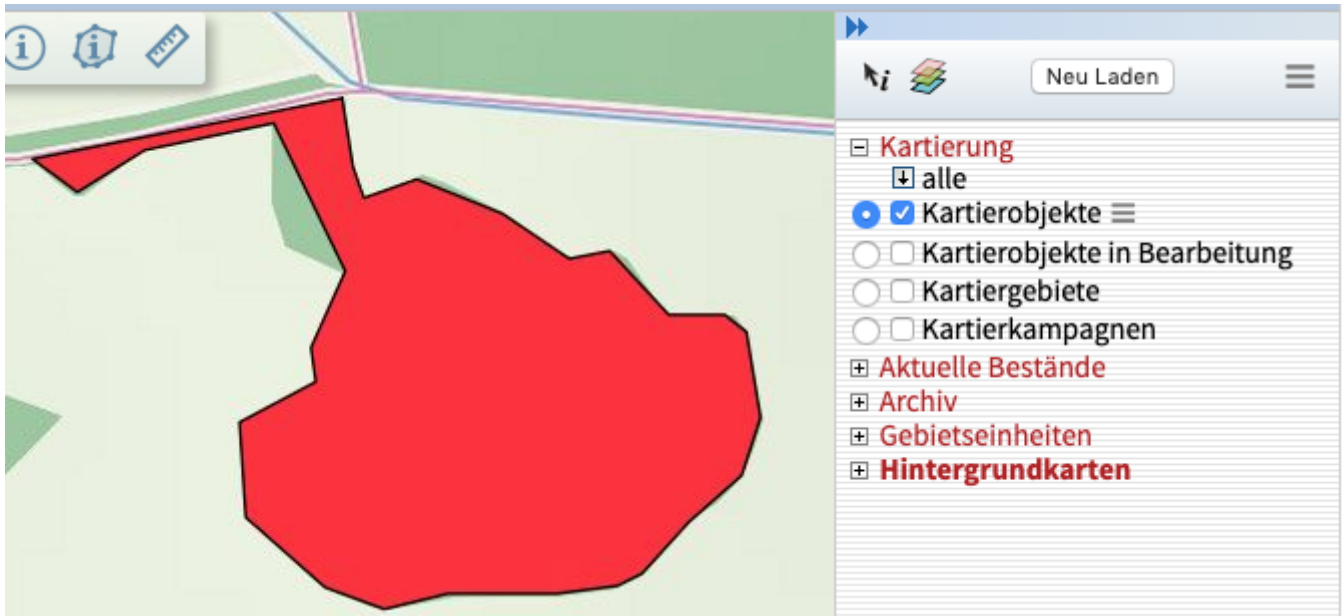 Neu Laden
Kartierung
alle
Kartierobjekte
Kartierobjekte in Bearbeitung
Kartiergebiete
Kartierkampagnen
Aktuelle Bestände
Archiv
Gebietseinheiten
Hintergrundkarten